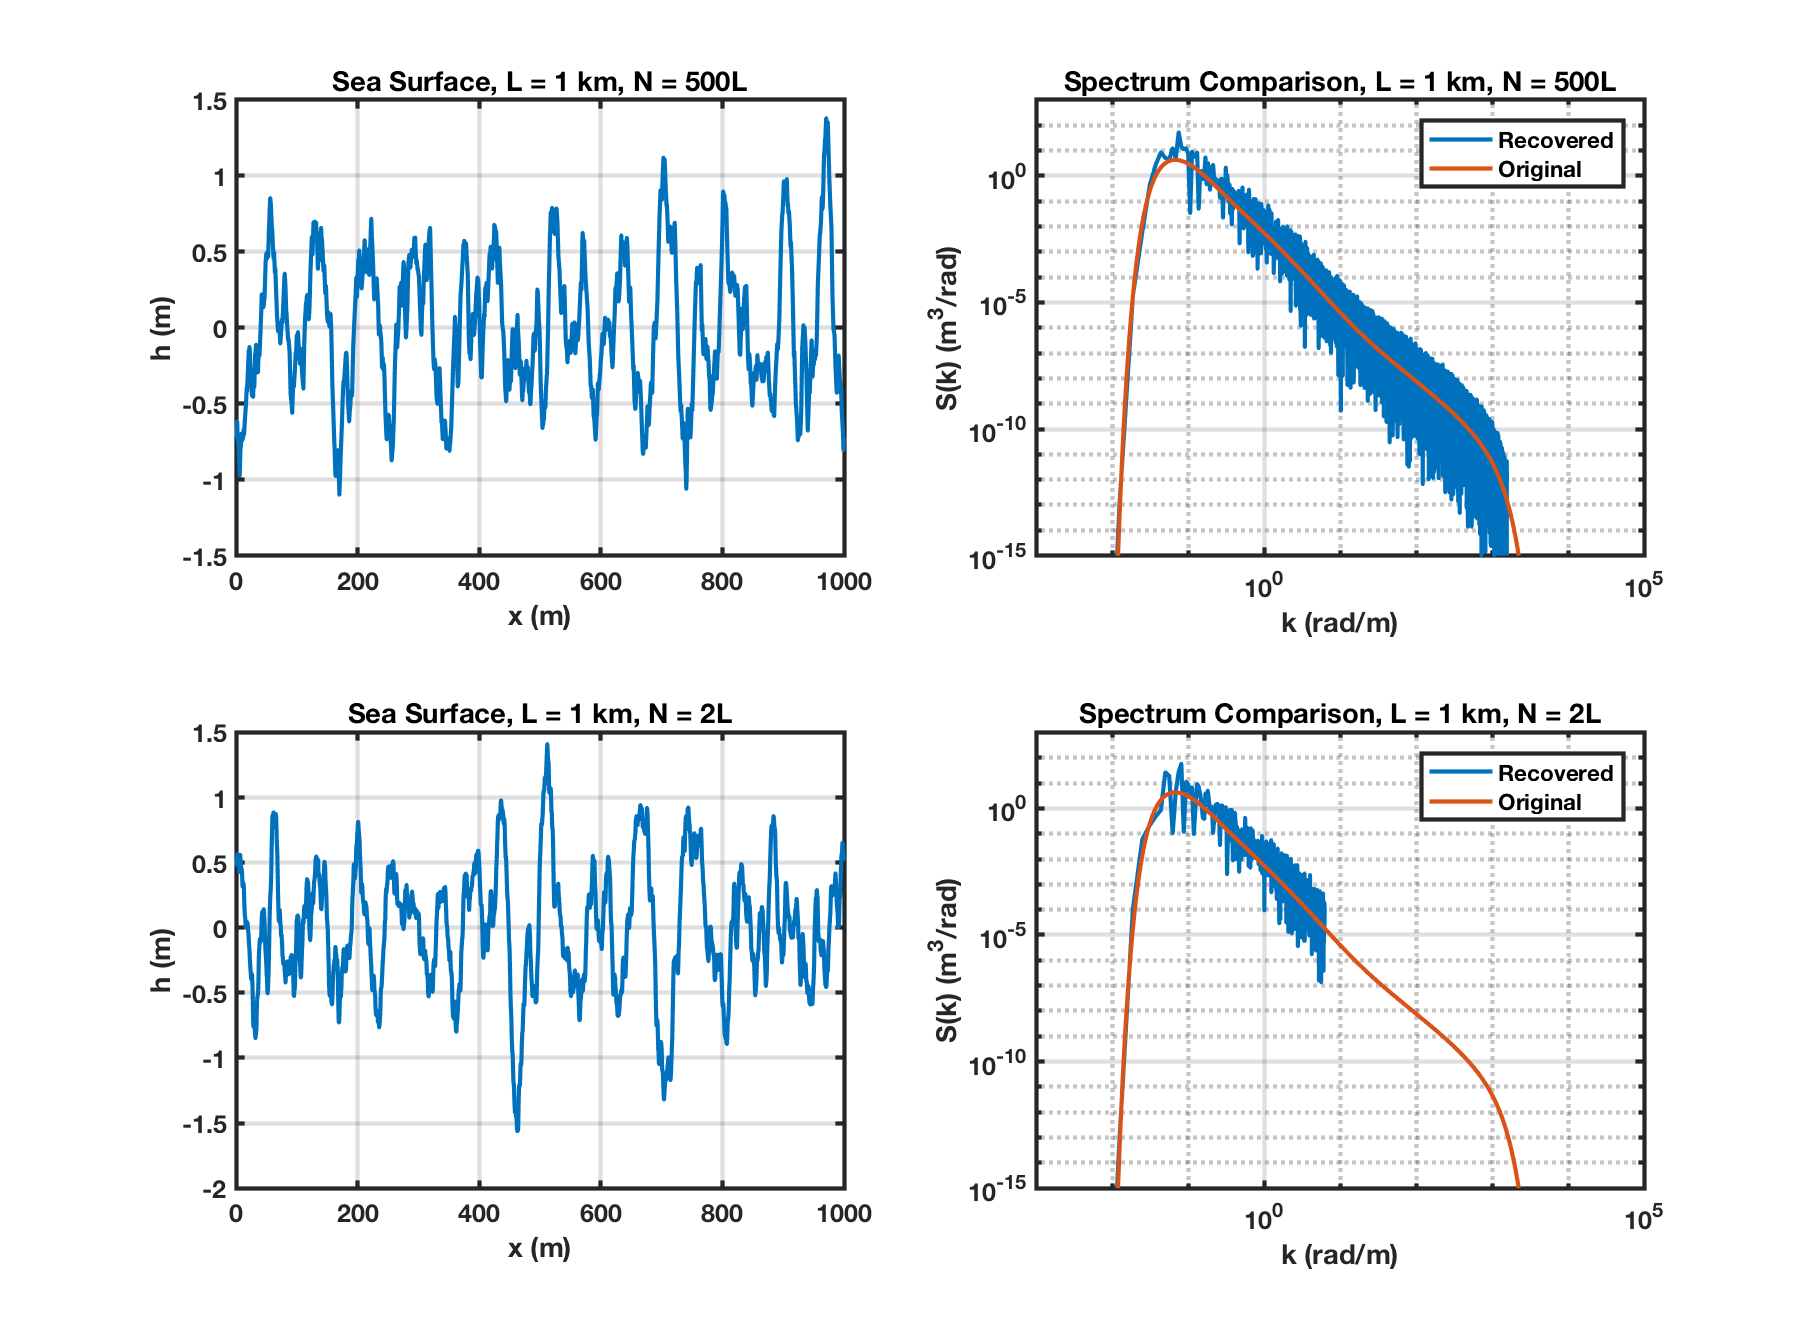 Sea Surface, L = 1 km, N = 500L
1.5
1
0.5
0
-0.5
-1
-1.5
h (m)
0 200 400 600 800 1000
x (m)
Spectrum Comparison, L = 1 km, N = 500L
Recovered
Original
10^0
10^-5
10^-10
10^-15
S(k) (m^3/rad)
10^0 10^5
k (rad/m)
Sea Surface, L = 1 km, N = 2L
1.5
1
0.5
0
-0.5
-1
-1.5
-2
h (m)
0 200 400 600 800 1000
x (m)
Spectrum Comparison, L = 1 km, N = 2L
Recovered
Original
10^0
10^-5
10^-10
10^-15
S(k) (m^3/rad)
10^0 10^5
k (rad/m)